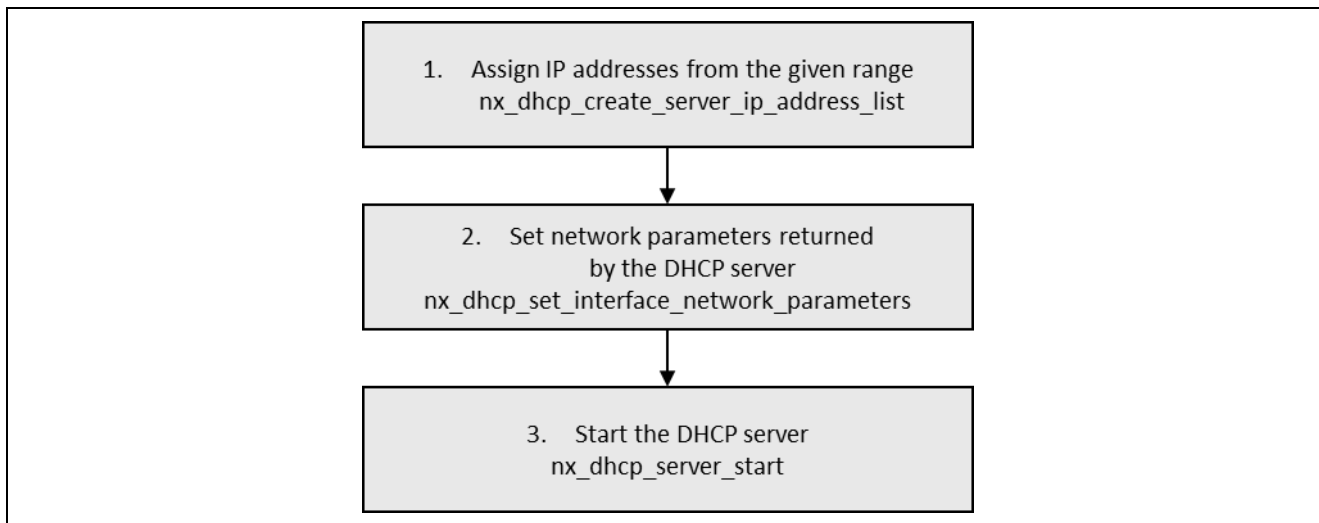 1. Assign IP addresses from the given range
nx_dhcp_create_server_ip_address_list
2. Set network parameters returned
by the DHCP server
nx_dhcp_set_interface_network_parameters
3. Start the DHCP server
nx_dhcp_server_start